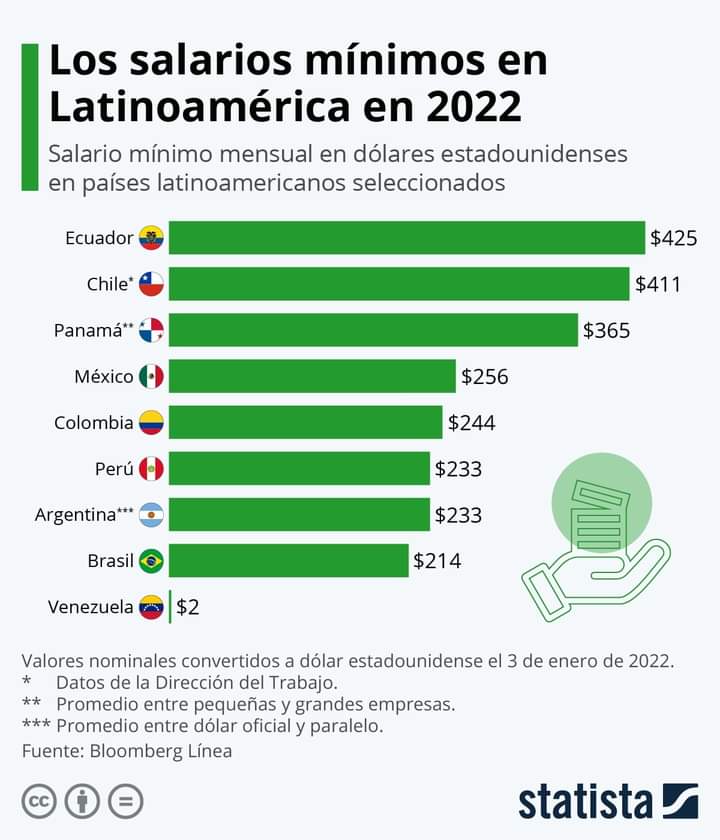 Los salarios mínimos en
Latinoamérica en 2022
Salario mínimo mensual en dólares estadounidenses
en países latinoamericanos seleccionados
Ecuador $425
Chile* $411
Panamá** $365
México $256
Colombia $244
Perú $233
Argentina*** $233
Brasil $214
Venezuela $2
Valores nominales convertidos a dólar estadounidense el 3 de enero de 2022.
* Datos de la Dirección del Trabajo.
** Promedio entre pequeñas y grandes empresas.
*** Promedio entre dólar oficial y paralelo.
Fuente: Bloomberg Línea
cc
statista